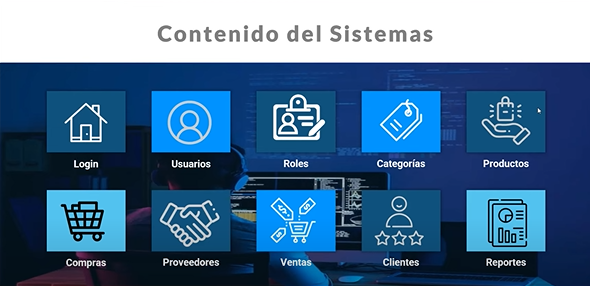 Contenido del Sistemas
Login Usuarios Roles Categorías Productos
Compras Proveedores Ventas Clientes Reportes